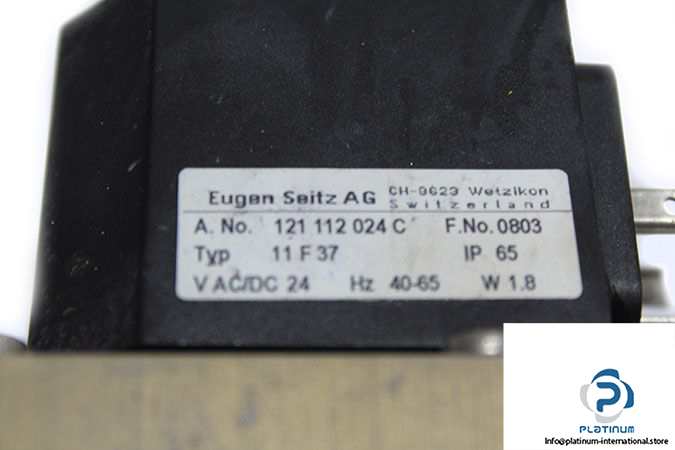 Eugen Seitz AG CH-8623 Wetzikon
Switzerland
A. No. 121 112 024 C F.No. 0803
Typ 11 F 37 IP 65
V AC/DC 24 Hz 40-65 W 1.8
PLATINUM
Info@platinum-international.store